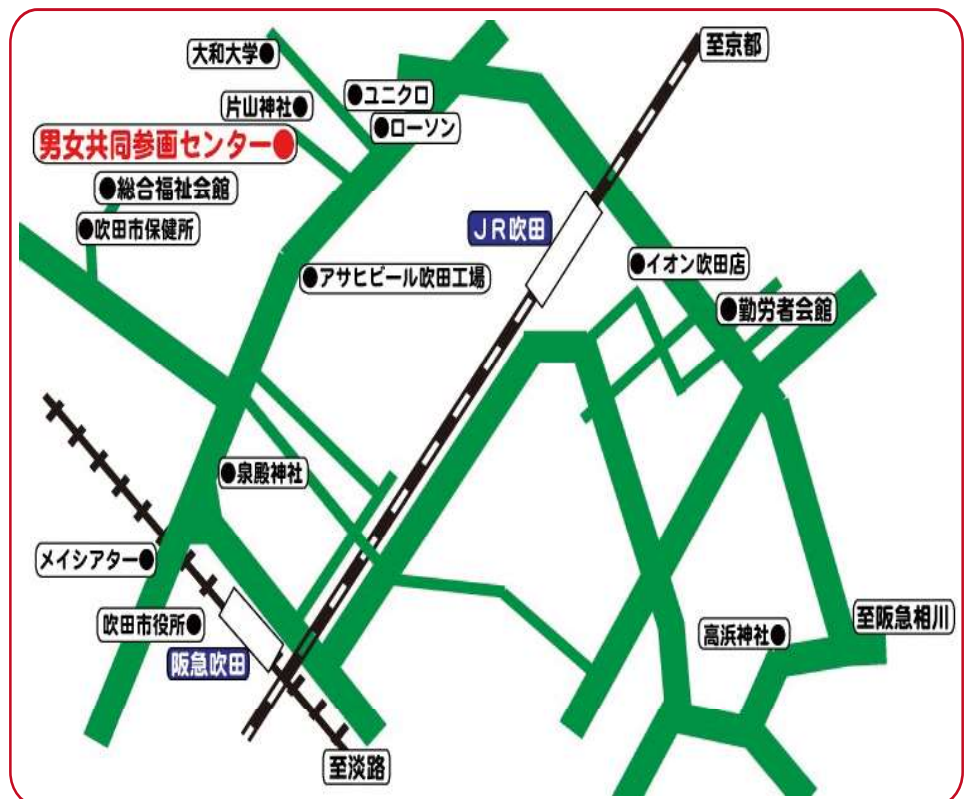 至京都
大和大学●
●ユニクロ
片山神社●
●ローソン
男女共同参画センター●
●総合福祉会館
●吹田市保健所
JR吹田
●イオン吹田店
●アサヒビール吹田工場
●勤労者会館
●泉殿神社
メイシアター●
吹田市役所●
高浜神社●
至阪急相川
阪急吹田
至淡路